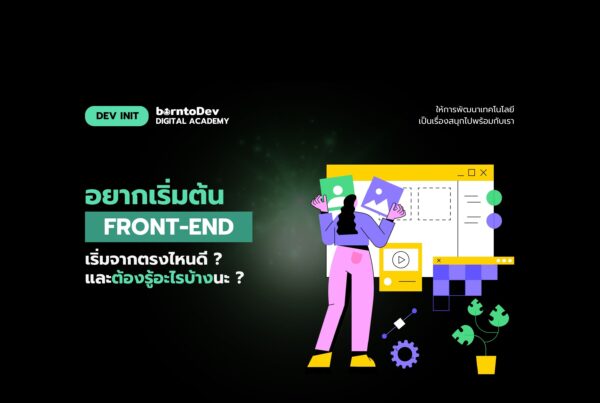 DEV INIT
borntoDev
DIGITAL ACADEMY
ให้การพัฒนาเทคโนโลยี
เป็นเรื่องสนุกไปพร้อมกับเรา
อยากเริ่มต้น
FRONT-END
เริ่มจากตรงไหนดี ?
และต้องรู้อะไรบ้างนะ ?